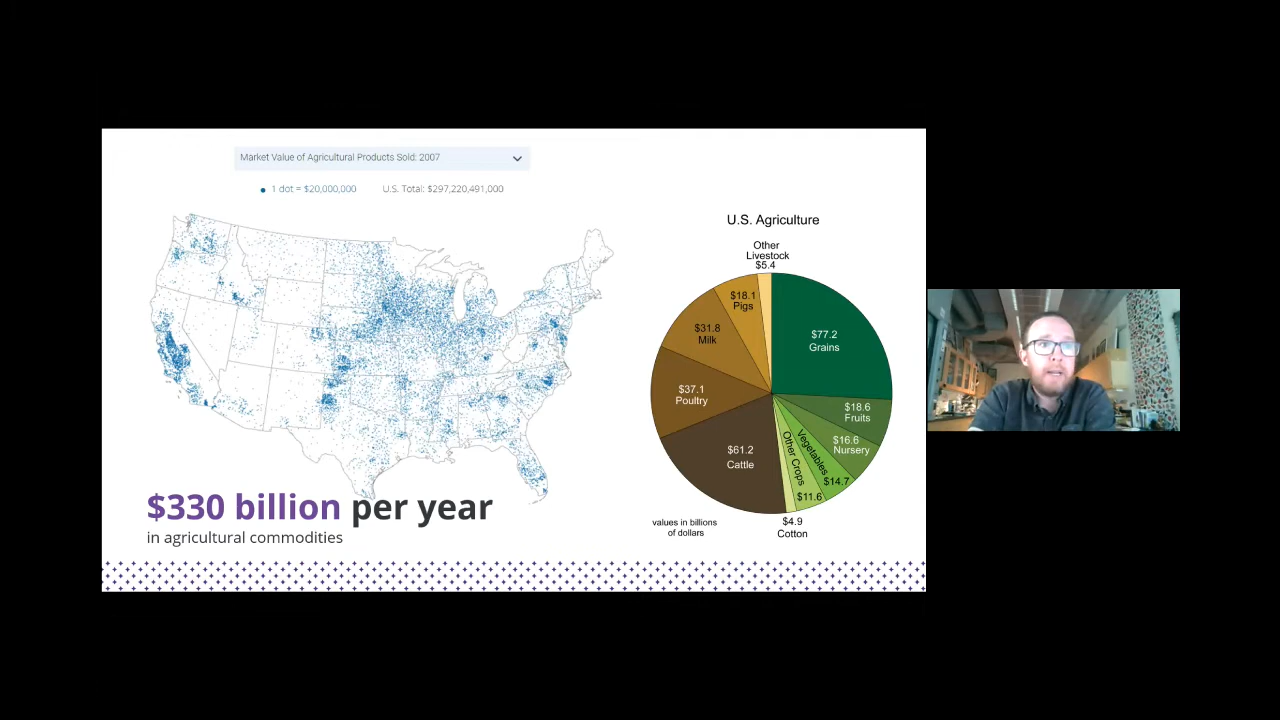 Market Value of Agricultural Products Sold: 2007
1 dot = $20,000,000
U.S. Total: $297,220,491,000
$330 billion per year
in agricultural commodities
U.S. Agriculture
Other
Livestock
$5.4
$77.2
Grains
$18.6
Fruits
$16.6
Nursery
Vegetables
$14.7
Other Crops
$11.6
$4.9
Cotton
$61.2
Cattle
$37.1
Poultry
$31.8
Milk
$18.1
Pigs
values in billions
of dollars